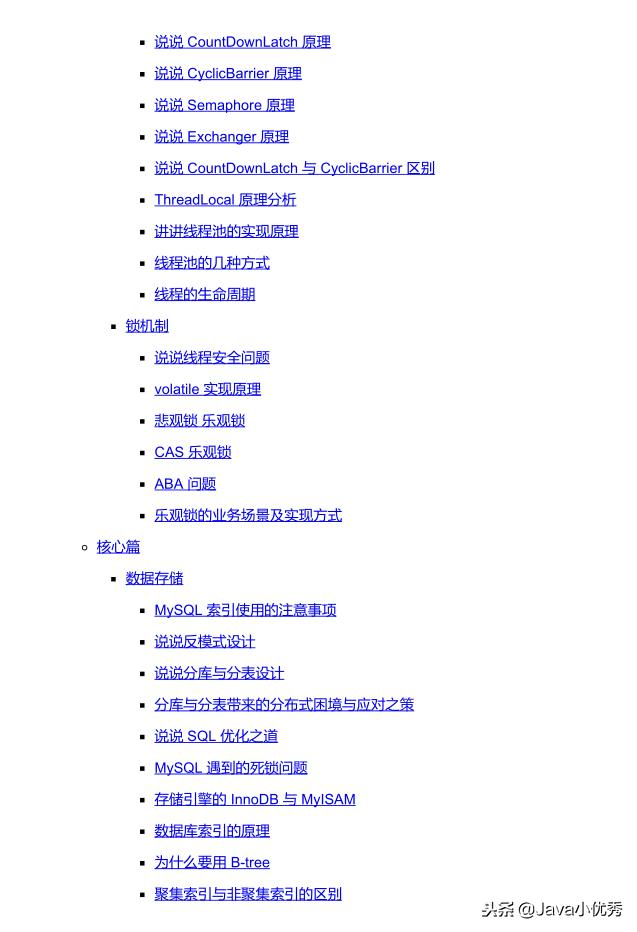 说说 CountDownLatch 原理
说说 CyclicBarrier 原理
说说 Semaphore 原理
说说 Exchanger 原理
说说 CountDownLatch 与 CyclicBarrier 区别
ThreadLocal 原理分析
讲讲线程池的实现原理
线程池的几种方式
线程的生命周期
锁机制
说说线程安全问题
volatile 实现原理
悲观锁 乐观锁
CAS 乐观锁
ABA 问题
乐观锁的业务场景及实现方式
核心篇
数据存储
MySQL 索引使用的注意事项
说说反模式设计
说说分库与分表设计
分库与分表带来的分布式困境与应对之策
说说 SQL 优化之道
MySQL 遇到的死锁问题
存储引擎的 InnoDB 与 MyISAM
数据库索引的原理
为什么要用 B-tree
聚集索引与非聚集索引的区别
头条 @Java小优秀